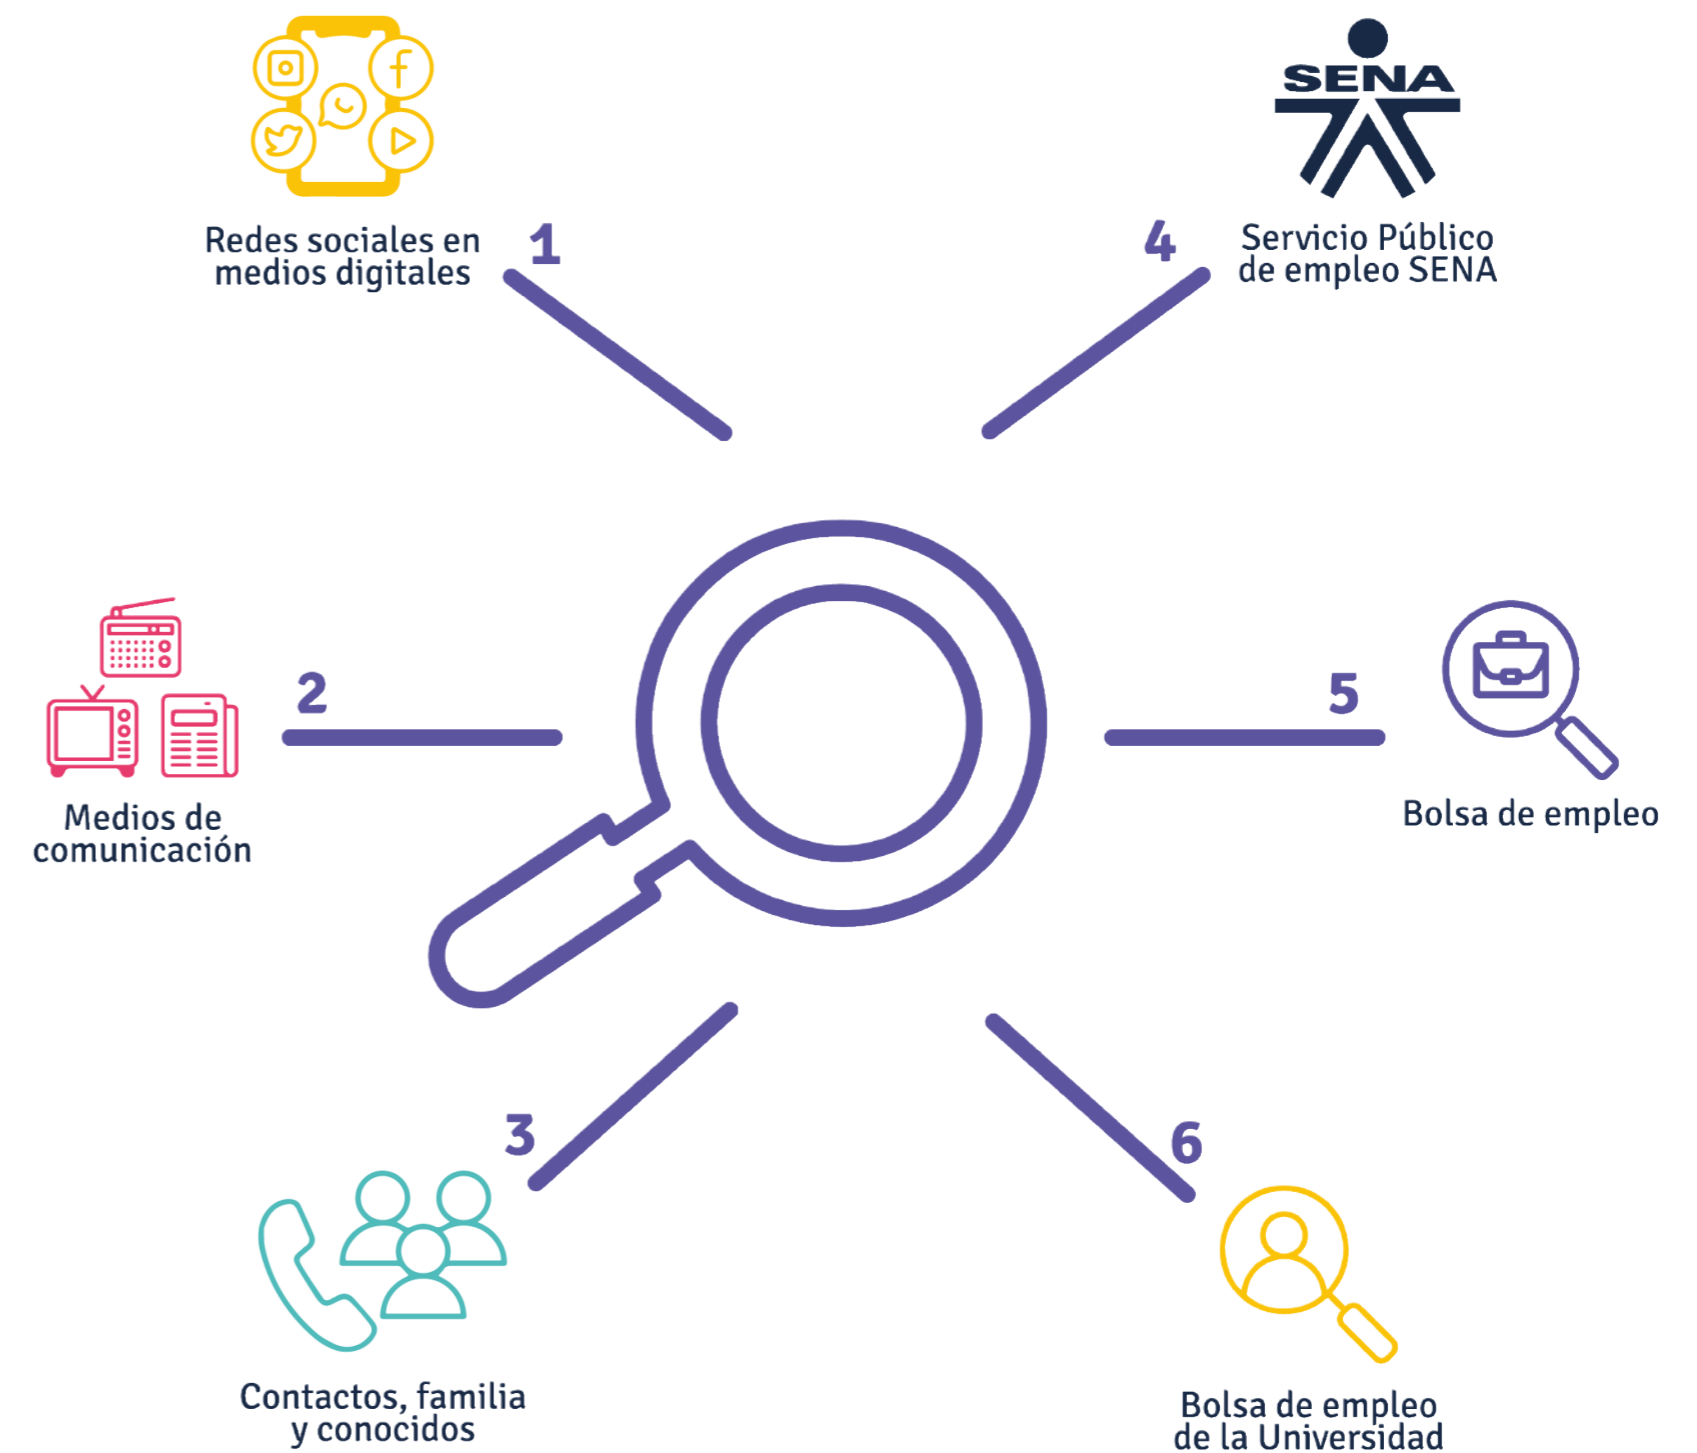 Redes sociales en
medios digitales
1
2
Medios de
comunicación
3
Contactos, familia
y conocidos
SENA
4
Servicio Público
de empleo SENA
5
Bolsa de empleo
6
Bolsa de empleo
de la Universidad